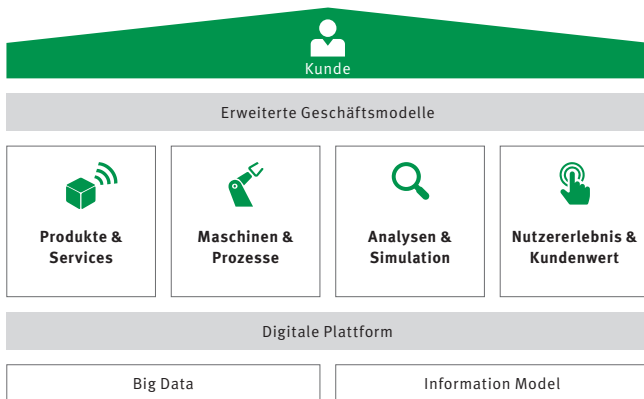 Kunde
Erweiterte Geschäftsmodelle
Produkte &
Services
Maschinen &
Prozesse
Analysen &
Simulation
Nutzererlebnis &
Kundenwert
Digitale Plattform
Big Data
Information Model